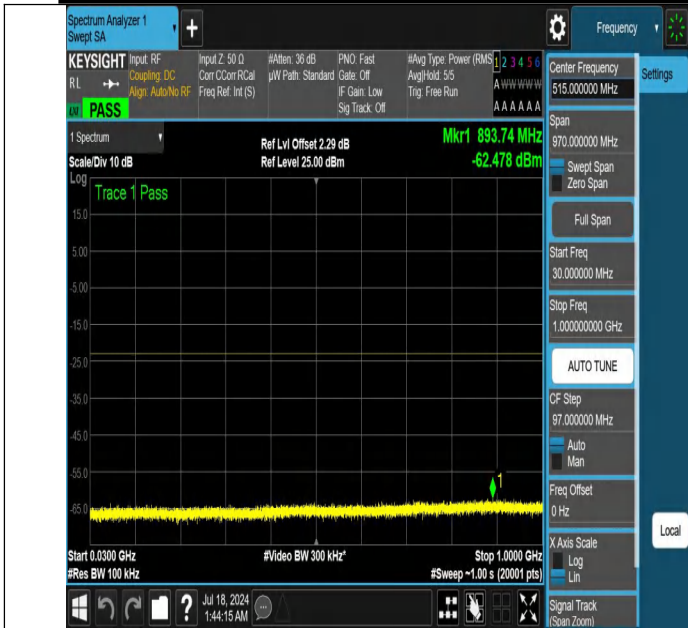 Spectrum Analyzer 1
Swept SA
Frequency
KEYSIGHT
RL
LXI
PASS
Input: RF
Coupling: DC
Align: Auto/No RF
Input Z: 50 Ω
Corr CCorr RCal
Freq Ref: Int (S)
#Atten: 36 dB
µW Path: Standard
PNO: Fast
Gate: Off
IF Gain: Low
Sig Track: Off
#Avg Type: Power (RMS
Avg|Hold: 5/5
Trig: Free Run
1 2 3 4 5 6
A W W W W W
A A A A A A
Center Frequency
515.000000 MHz
Settings
Span
970.000000 MHz
Swept Span
Zero Span
Full Span
Start Freq
30.000000 MHz
Stop Freq
1.000000000 GHz
AUTO TUNE
CF Step
97.000000 MHz
Auto
Man
Freq Offset
0 Hz
X Axis Scale
Log
Lin
Signal Track
(Span Zoom)
Local
1 Spectrum
Scale/Div 10 dB
Ref Lvl Offset 2.29 dB
Ref Level 25.00 dBm
Mkr1 893.74 MHz
-62.478 dBm
Log
Trace 1 Pass
15.0
5.00
-5.00
-15.0
-25.0
-35.0
-45.0
-55.0
-65.0
1
Start 0.0300 GHz
#Res BW 100 kHz
#Video BW 300 kHz*
Stop 1.0000 GHz
#Sweep ~1.00 s (20001 pts)
?
Jul 18, 2024
1:44:15 AM